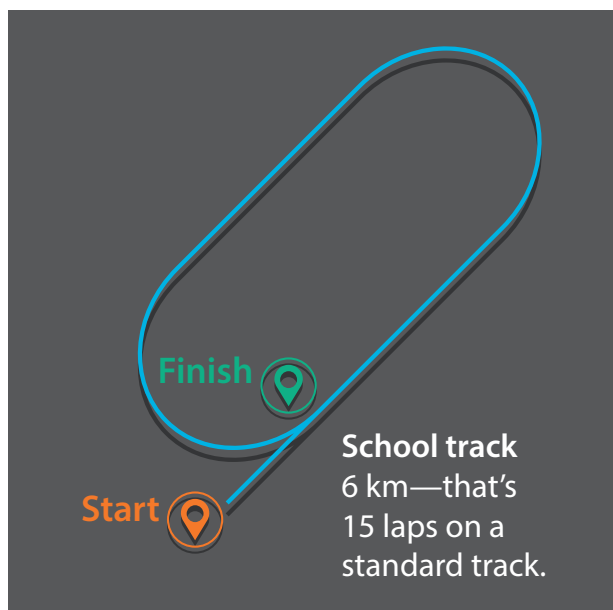 Finish
School track
6 km—that's
15 laps on a
standard track.
Start